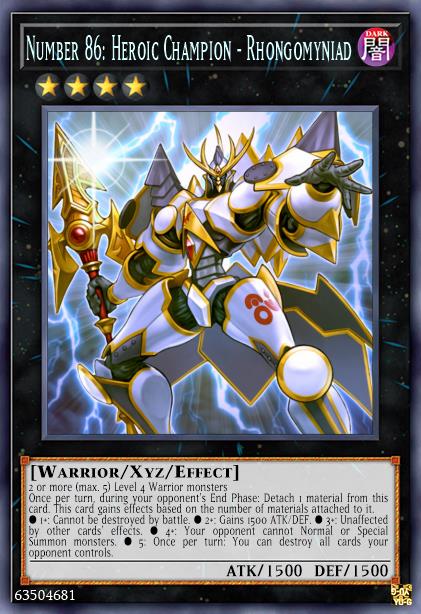 Number 86: Heroic Champion - Rhongomyniad
DARK
闇
[Warrior/Xyz/Effect]
2 or more (max. 5) Level 4 Warrior monsters
Once per turn, during your opponent's End Phase: Detach 1 material from this
card. This card gains effects based on the number of materials attached to it.
● 1+: Cannot be destroyed by battle. ● 2+: Gains 1500 ATK/DEF. ● 3+: Unaffected
by other cards' effects. ● 4+: Your opponent cannot Normal or Special
Summon monsters. ● 5: Once per turn: You can destroy all cards your
opponent controls.
ATK/1500 DEF/1500
63504681